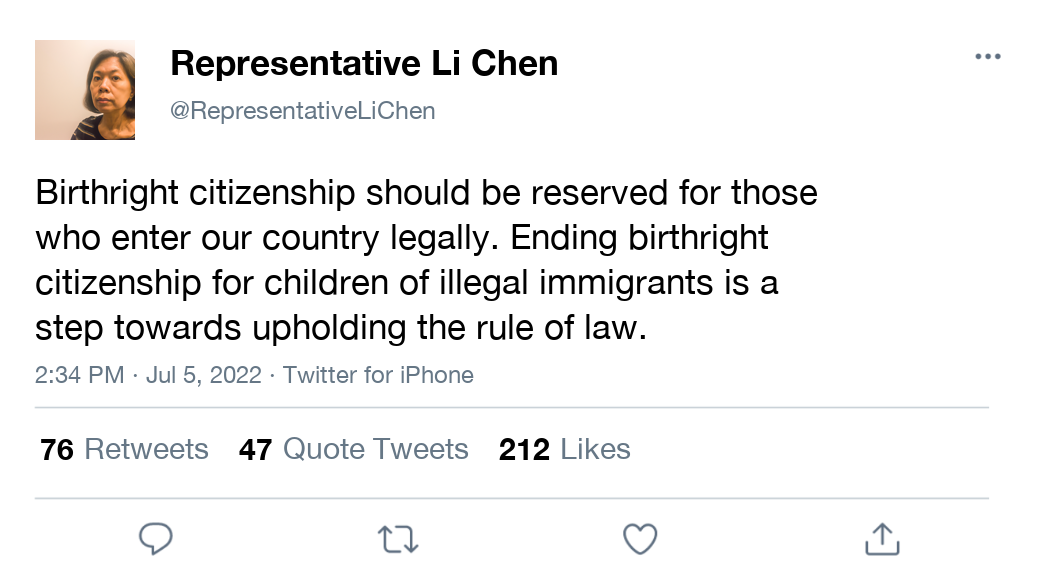 Representative Li Chen
@RepresentativeLiChen
Birthright citizenship should be reserved for those
who enter our country legally. Ending birthright
citizenship for children of illegal immigrants is a
step towards upholding the rule of law.
2:34 PM · Jul 5, 2022 · Twitter for iPhone
76 Retweets 47 Quote Tweets 212 Likes